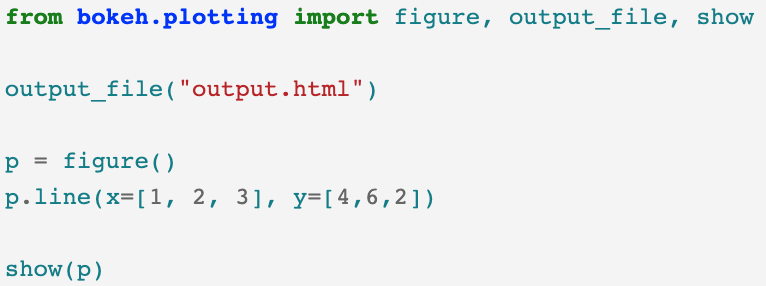 from bokeh.plotting import figure, output_file, show
output_file("output.html")
p = figure()
p.line(x=[1, 2, 3], y=[4,6,2])
show(p)